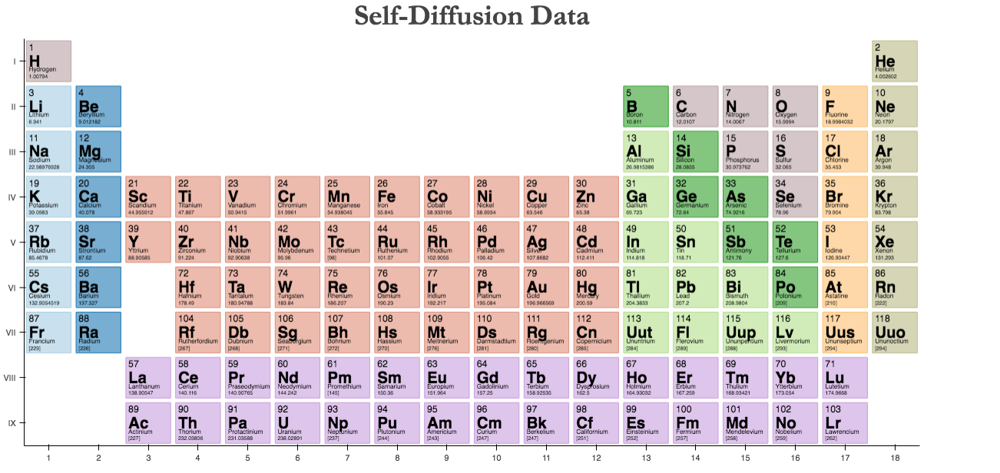 Self-Diffusion Data
1 2
I H He
Hydrogen Helium
1.00794 4.002602
3 4 5 6 7 8 9 10
II Li Be B C N O F Ne
Lithium Beryllium Boron Carbon Nitrogen Oxygen Fluorine Neon
6.941 9.012182 10.811 12.0107 14.0067 15.9994 18.9984032 20.1797
11 12 13 14 15 16 17 18
III Na Mg Al Si P S Cl Ar
Sodium Magnesium Aluminum Silicon Phosphorus Sulfur Chlorine Argon
22.98976928 24.305 26.9815386 28.0855 30.973762 32.065 35.453 39.948
19 20 21 22 23 24 25 26 27 28 29 30 31 32 33 34 35 36
IV K Ca Sc Ti V Cr Mn Fe Co Ni Cu Zn Ga Ge As Se Br Kr
Potassium Calcium Scandium Titanium Vanadium Chromium Manganese Iron Cobalt Nickel Copper Zinc Gallium Germanium Arsenic Selenium Bromine Krypton
39.0983 40.078 44.955912 47.867 50.9415 51.9961 54.938045 55.845 58.933195 58.6934 63.546 65.38 69.723 72.64 74.9216 78.96 79.904 83.798
37 38 39 40 41 42 43 44 45 46 47 48 49 50 51 52 53 54
V Rb Sr Y Zr Nb Mo Tc Ru Rh Pd Ag Cd In Sn Sb Te I Xe
Rubidium Strontium Yttrium Zirconium Niobium Molybdenum Technetium Ruthenium Rhodium Palladium Silver Cadmium Indium Tin Antimony Tellurium Iodine Xenon
85.4678 87.62 88.90585 91.224 92.90638 95.96 [98] 101.07 102.9055 106.42 107.8682 112.411 114.818 118.71 121.76 127.6 126.90447 131.293
55 56 72 73 74 75 76 77 78 79 80 81 82 83 84 85 86
VI Cs Ba Hf Ta W Re Os Ir Pt Au Hg Tl Pb Bi Po At Rn
Cesium Barium Hafnium Tantalum Tungsten Rhenium Osmium Iridium Platinum Gold Mercury Thallium Lead Bismuth Polonium Astatine Radon
132.9054519 137.327 178.49 180.94788 183.84 186.207 190.23 192.217 195.084 196.966569 200.59 204.3833 207.2 208.9804 [209] [210] [222]
87 88 104 105 106 107 108 109 110 111 112 113 114 115 116 117 118
VII Fr Ra Rf Db Sg Bh Hs Mt Ds Rg Cn Uut Fl Uup Lv Uus Uuo
Francium Radium Rutherfordium Dubnium Seaborgium Bohrium Hassium Meitnerium Darmstadtium Roentgenium Copernicium Ununtrium Flerovium Ununpentium Livermorium Ununseptium Ununoctium
[223] [226] [267] [268] [271] [272] [270] [276] [281] [280] [285] [284] [289] [288] [293] [294] [294]
57 58 59 60 61 62 63 64 65 66 67 68 69 70 71
VIII La Ce Pr Nd Pm Sm Eu Gd Tb Dy Ho Er Tm Yb Lu
Lanthanum Cerium Praseodymium Neodymium Promethium Samarium Europium Gadolinium Terbium Dysprosium Holmium Erbium Thulium Ytterbium Lutetium
138.90547 140.116 140.90765 144.242 [145] 150.36 151.964 157.25 158.92535 162.5 164.93032 167.259 168.93421 173.054 174.9668
89 90 91 92 93 94 95 96 97 98 99 100 101 102 103
IX Ac Th Pa U Np Pu Am Cm Bk Cf Es Fm Md No Lr
Actinium Thorium Protactinium Uranium Neptunium Plutonium Americium Curium Berkelium Californium Einsteinium Fermium Mendelevium Nobelium Lawrencium
[227] 232.03806 231.03588 238.02891 [237] [244] [243] [247] [247] [251] [252] [257] [258] [259] [262]
1 2 3 4 5 6 7 8 9 10 11 12 13 14 15 16 17 18